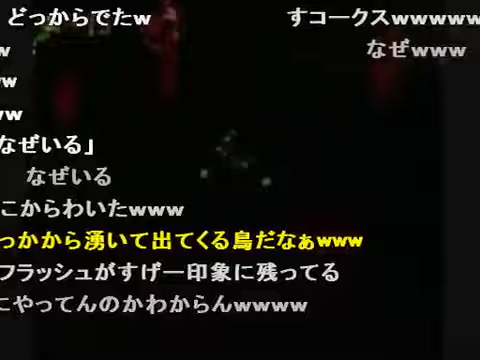 どっからでたw
すコークスwwwww
なぜwww
w
w
ww
なぜいる」
なぜいる
こからわいたwww
っかから湧いて出てくる鳥だなぁwww
フラッシュがすげー印象に残ってる
にやってんのかわからんwwww